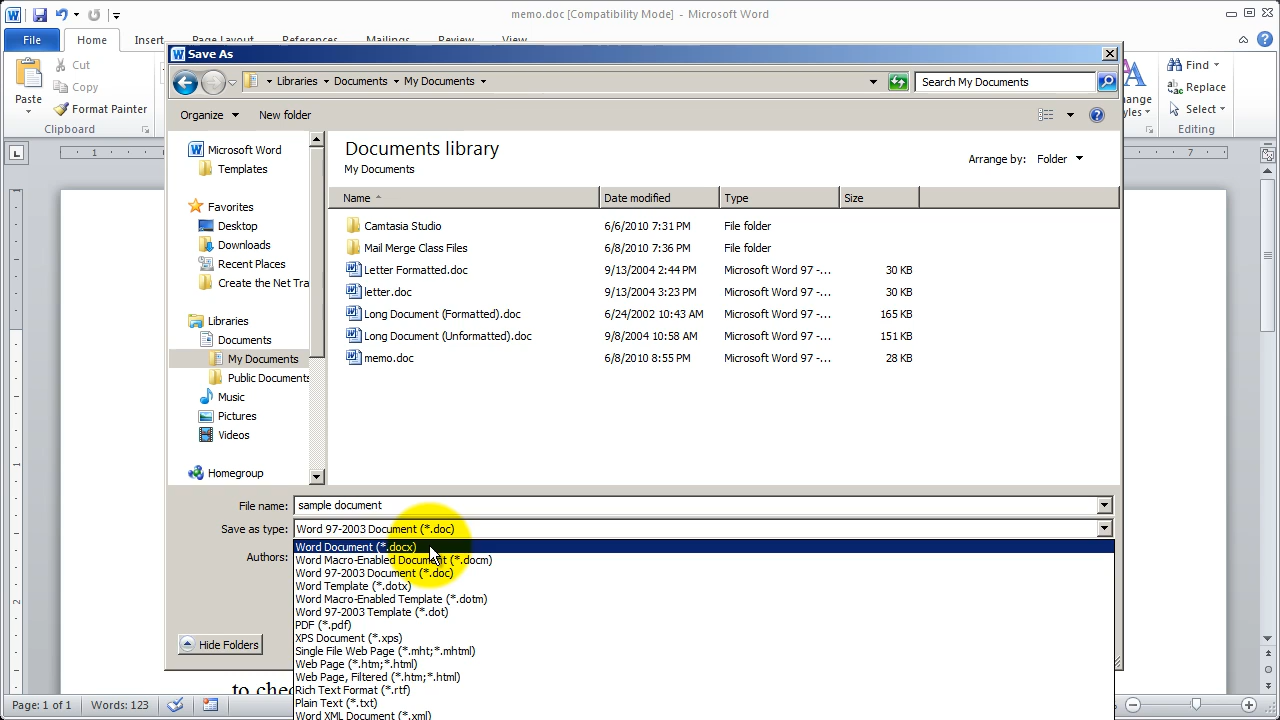 memo.doc [Compatibility Mode] - Microsoft Word
File Home Insert Page Layout References Mailings Review View
Save As
Libraries Documents My Documents
Search My Documents
Paste
Cut
Copy
Format Painter
Clipboard
Find
Replace
Select
Editing
Organize New folder
Microsoft Word
Templates
Favorites
Desktop
Downloads
Recent Places
Create the Net Tra
Libraries
Documents
My Documents
Public Documents
Music
Pictures
Videos
Homegroup
Documents library
My Documents
Arrange by: Folder
Name Date modified Type Size
Camtasia Studio 6/6/2010 7:31 PM File folder
Mail Merge Class Files 6/8/2010 7:36 PM File folder
Letter Formatted.doc 9/13/2004 2:44 PM Microsoft Word 97 -... 30 KB
letter.doc 9/13/2004 3:23 PM Microsoft Word 97 -... 30 KB
Long Document (Formatted).doc 6/24/2002 10:43 AM Microsoft Word 97 -... 165 KB
Long Document (Unformatted).doc 9/8/2004 10:58 AM Microsoft Word 97 -... 151 KB
memo.doc 6/8/2010 8:55 PM Microsoft Word 97 -... 28 KB
File name: sample document
Save as type: Word 97-2003 Document (*.doc)
Authors:
Word Document (*.docx)
Word Macro-Enabled Document (*.docm)
Word 97-2003 Document (*.doc)
Word Template (*.dotx)
Word Macro-Enabled Template (*.dotm)
Word 97-2003 Template (*.dot)
PDF (*.pdf)
XPS Document (*.xps)
Single File Web Page (*.mht;*.mhtml)
Web Page (*.htm;*.html)
Web Page, Filtered (*.htm;*.html)
Rich Text Format (*.rtf)
Plain Text (*.txt)
Word XML Document (*.xml)
Hide Folders
Page: 1 of 1 Words: 123